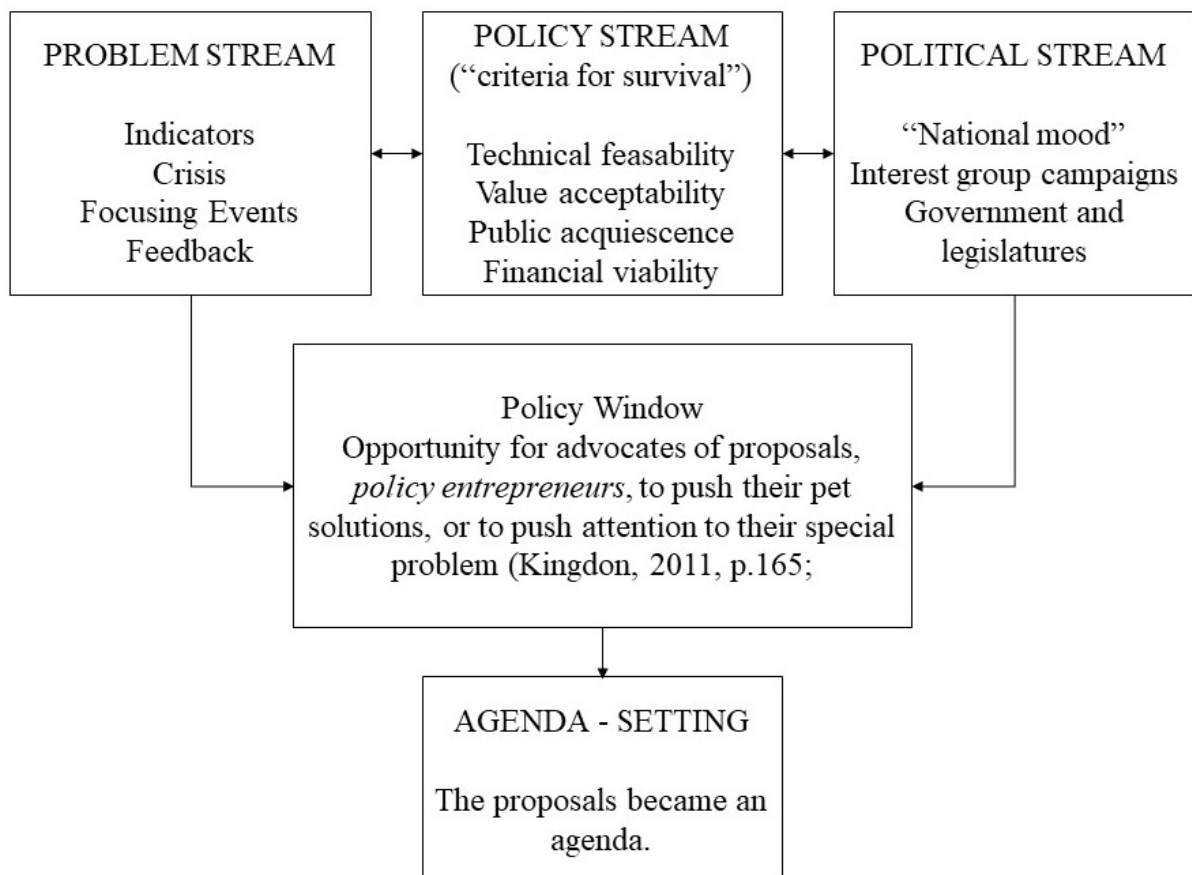 PROBLEM STREAM
Indicators
Crisis
Focusing Events
Feedback
POLICY STREAM
(“criteria for survival”)
Technical feasability
Value acceptability
Public acquiescence
Financial viability
POLITICAL STREAM
“National mood”
Interest group campaigns
Government and
legislatures
Policy Window
Opportunity for advocates of proposals,
policy entrepreneurs, to push their pet
solutions, or to push attention to their special
problem (Kingdon, 2011, p.165;
AGENDA - SETTING
The proposals became an
agenda.